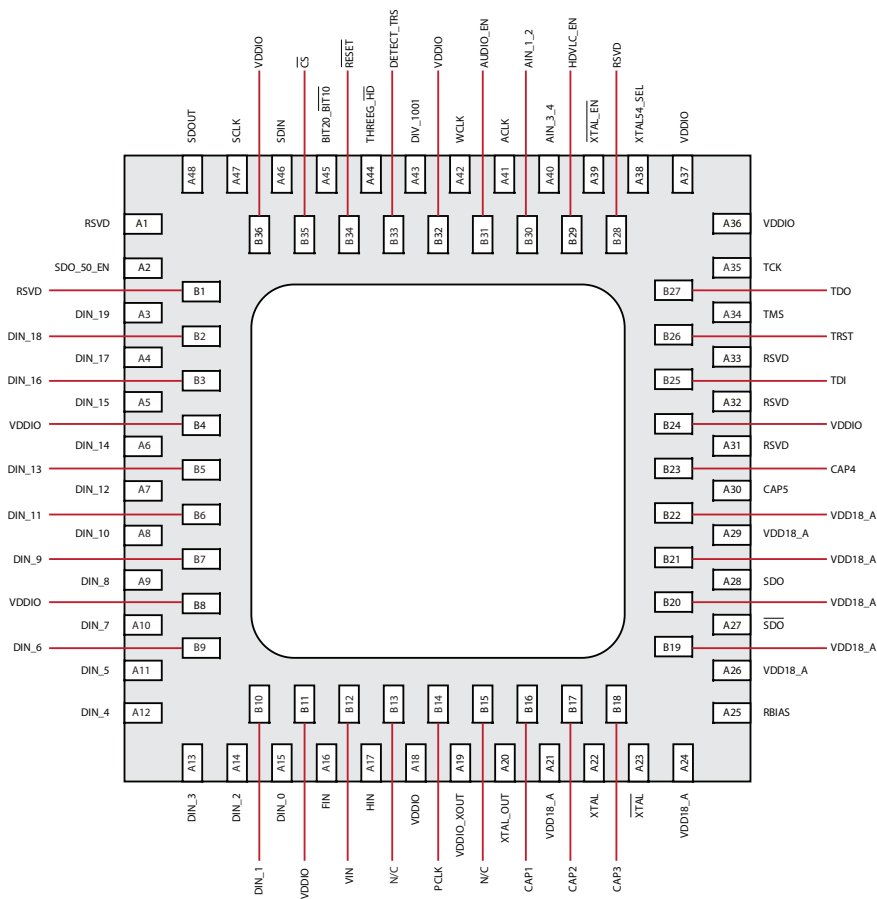 VDDIO
CS
RESET
DETECT_TRS
VDDIO
AUDIO_EN
AIN_1_2
HDVLC_EN
RSVD
SDOUT
SCLK
SDIN
BIT20_BIT10
THREEG_HD
DIV_1001
WCLK
ACLK
AIN_3_4
XTAL_EN
XTAL54_SEL
VDDIO
A48
A47
A46
A45
A44
A43
A42
A41
A40
A39
A38
A37
B36
B35
B34
B33
B32
B31
B30
B29
B28
RSVD A1
SDO_50_EN A2
RSVD B1
DIN_19 A3
DIN_18 B2
DIN_17 A4
DIN_16 B3
DIN_15 A5
VDDIO B4
DIN_14 A6
DIN_13 B5
DIN_12 A7
DIN_11 B6
DIN_10 A8
DIN_9 B7
DIN_8 A9
VDDIO B8
DIN_7 A10
DIN_6 B9
DIN_5 A11
DIN_4 A12
A36 VDDIO
A35 TCK
B27 TDO
A34 TMS
B26 TRST
A33 RSVD
B25 TDI
A32 RSVD
B24 VDDIO
A31 RSVD
B23 CAP4
A30 CAP5
B22 VDD18_A
A29 VDD18_A
B21 VDD18_A
A28 SDO
B20 VDD18_A
A27 SDO
B19 VDD18_A
A26 VDD18_A
A25 RBIAS
B10
B11
B12
B13
B14
B15
B16
B17
B18
A13
A14
A15
A16
A17
A18
A19
A20
A21
A22
A23
A24
DIN_3
DIN_2
DIN_0
FIN
HIN
VDDIO
VDDIO_XOUT
XTAL_OUT
VDD18_A
XTAL
XTAL
VDD18_A
DIN_1
VDDIO
VIN
N/C
PCLK
N/C
CAP1
CAP2
CAP3